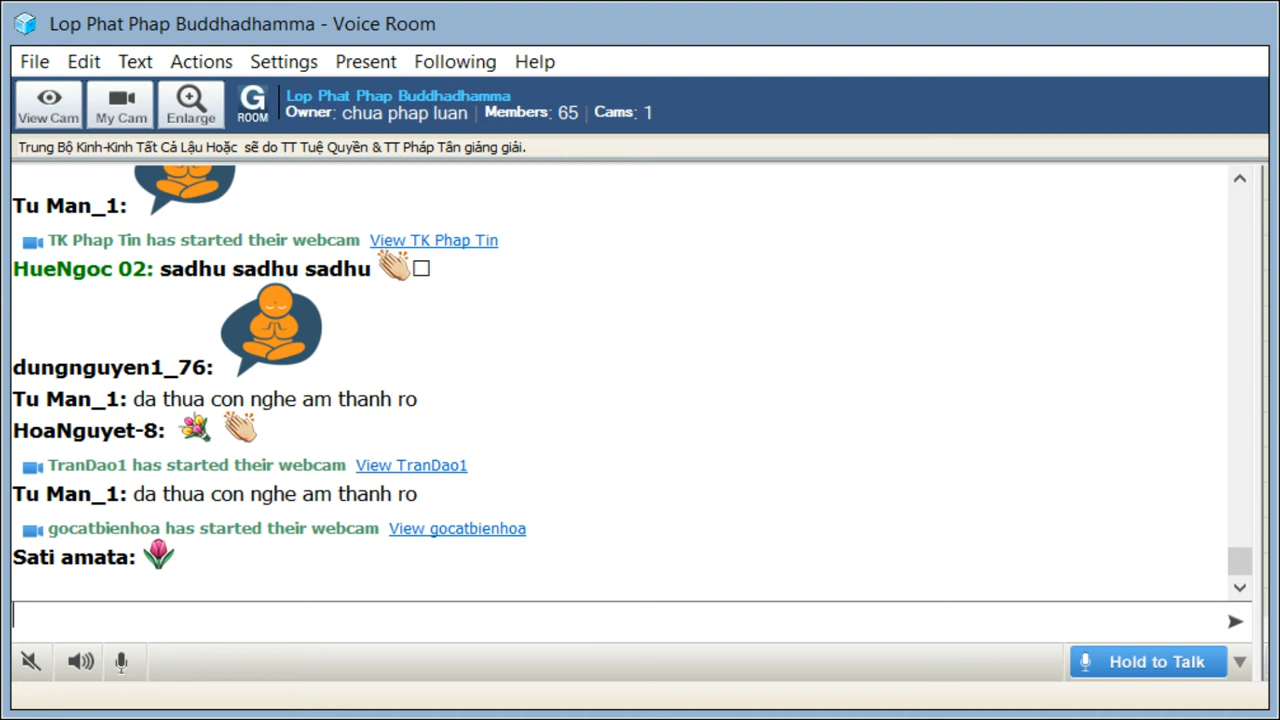 Lop Phat Phap Buddhadhamma - Voice Room
File Edit Text Actions Settings Present Following Help
View Cam My Cam Enlarge G ROOM Lop Phat Phap Buddhadhamma
Owner: chua phap luan | Members: 65 | Cams: 1
Trung Bộ Kinh-Kinh Tất Cả Lậu Hoặc sẽ do TT Tuệ Quyền & TT Pháp Tân giảng giải.
Tu Man_1:
TK Phap Tin has started their webcam View TK Phap Tin
HueNgoc 02: sadhu sadhu sadhu
dungnguyen1_76:
Tu Man_1: da thua con nghe am thanh ro
HoaNguyet-8:
TranDao1 has started their webcam View TranDao1
Tu Man_1: da thua con nghe am thanh ro
gocatbienhoa has started their webcam View gocatbienhoa
Sati amata:
Hold to Talk